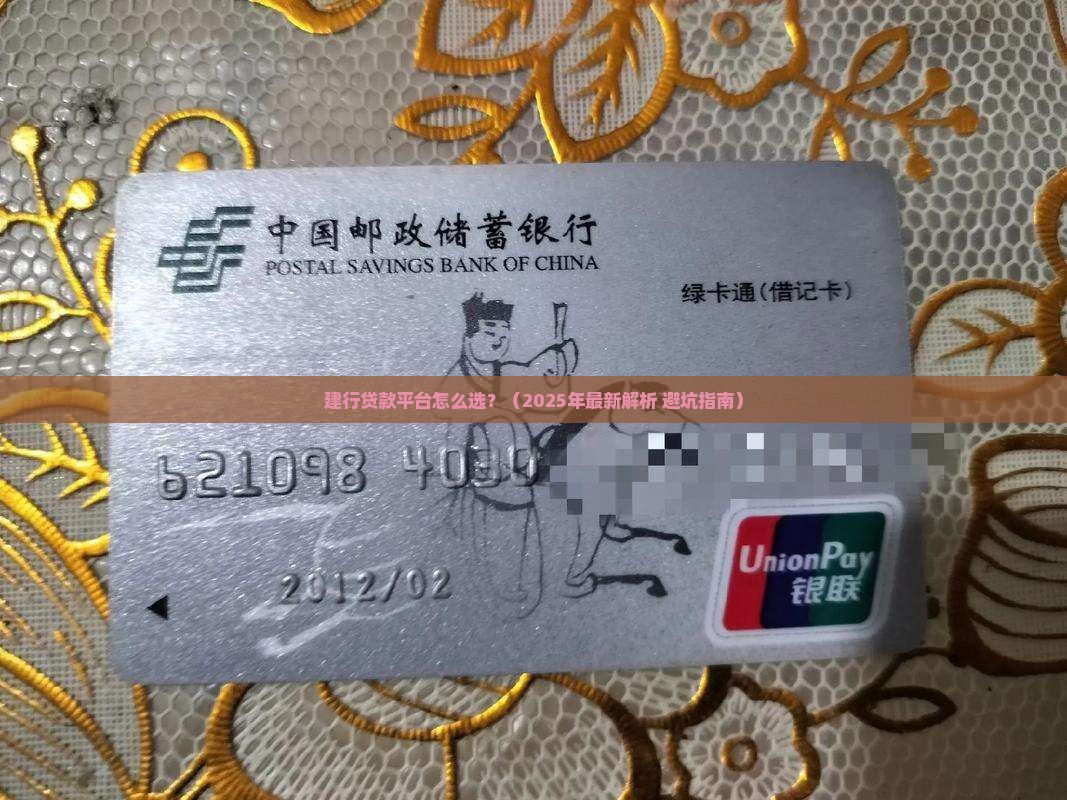 中国邮政储蓄银行
POSTAL SAVINGS BANK OF CHINA
绿卡通(借记卡)
建行贷款平台怎么选？（2025年最新解析 避坑指南）
621098 4030
2012/02
UnionPay
银联